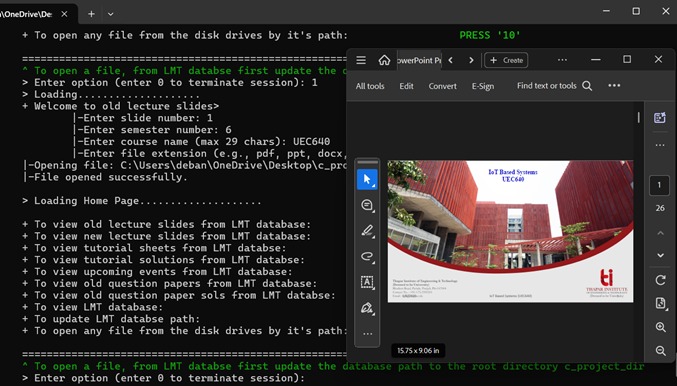 \OneDrive\De:
+ To open any file from the disk drives by it's path: PRESS '10'
^ To open a file, from LMT databse first update the d
> Enter option (enter 0 to terminate session): 1
> Loading.....................
+ Welcome to old lecture slides>
|-Enter slide number: 1
|-Enter semester number: 6
|-Enter course name (max 29 chars): UEC640
|-Enter file extension (e.g., pdf, ppt, docx,
|-Opening file: C:\Users\deban\OneDrive\Desktop\c_pro
|-File opened successfully.
> Loading Home Page....................
+ To view old lecture slides from LMT database:
+ To view new lecture slides from LMT databse:
+ To view tutorial sheets from LMT databse:
+ To view tutorial solutions from LMT databse:
+ To view upcoming events from LMT database:
+ To view old question papers from LMT databse:
+ To view old question paper sols from LMT databse:
+ To view LMT database:
+ To update LMT databse path:
+ To open any file from the disk drives by it's path:
^ To open a file, from LMT databse first update the database path to the root directory c_project_dir
> Enter option (enter 0 to terminate session):
owerPoint Pr
+ Create
All tools Edit Convert E-Sign Find text or tools
IoT Based Systems
UEC640
Thapar Institute of Engineering & Technology
IoT Based Systems (UEC640)
ti
THAPAR INSTITUTE
1
26
15.75 x 9.06 in